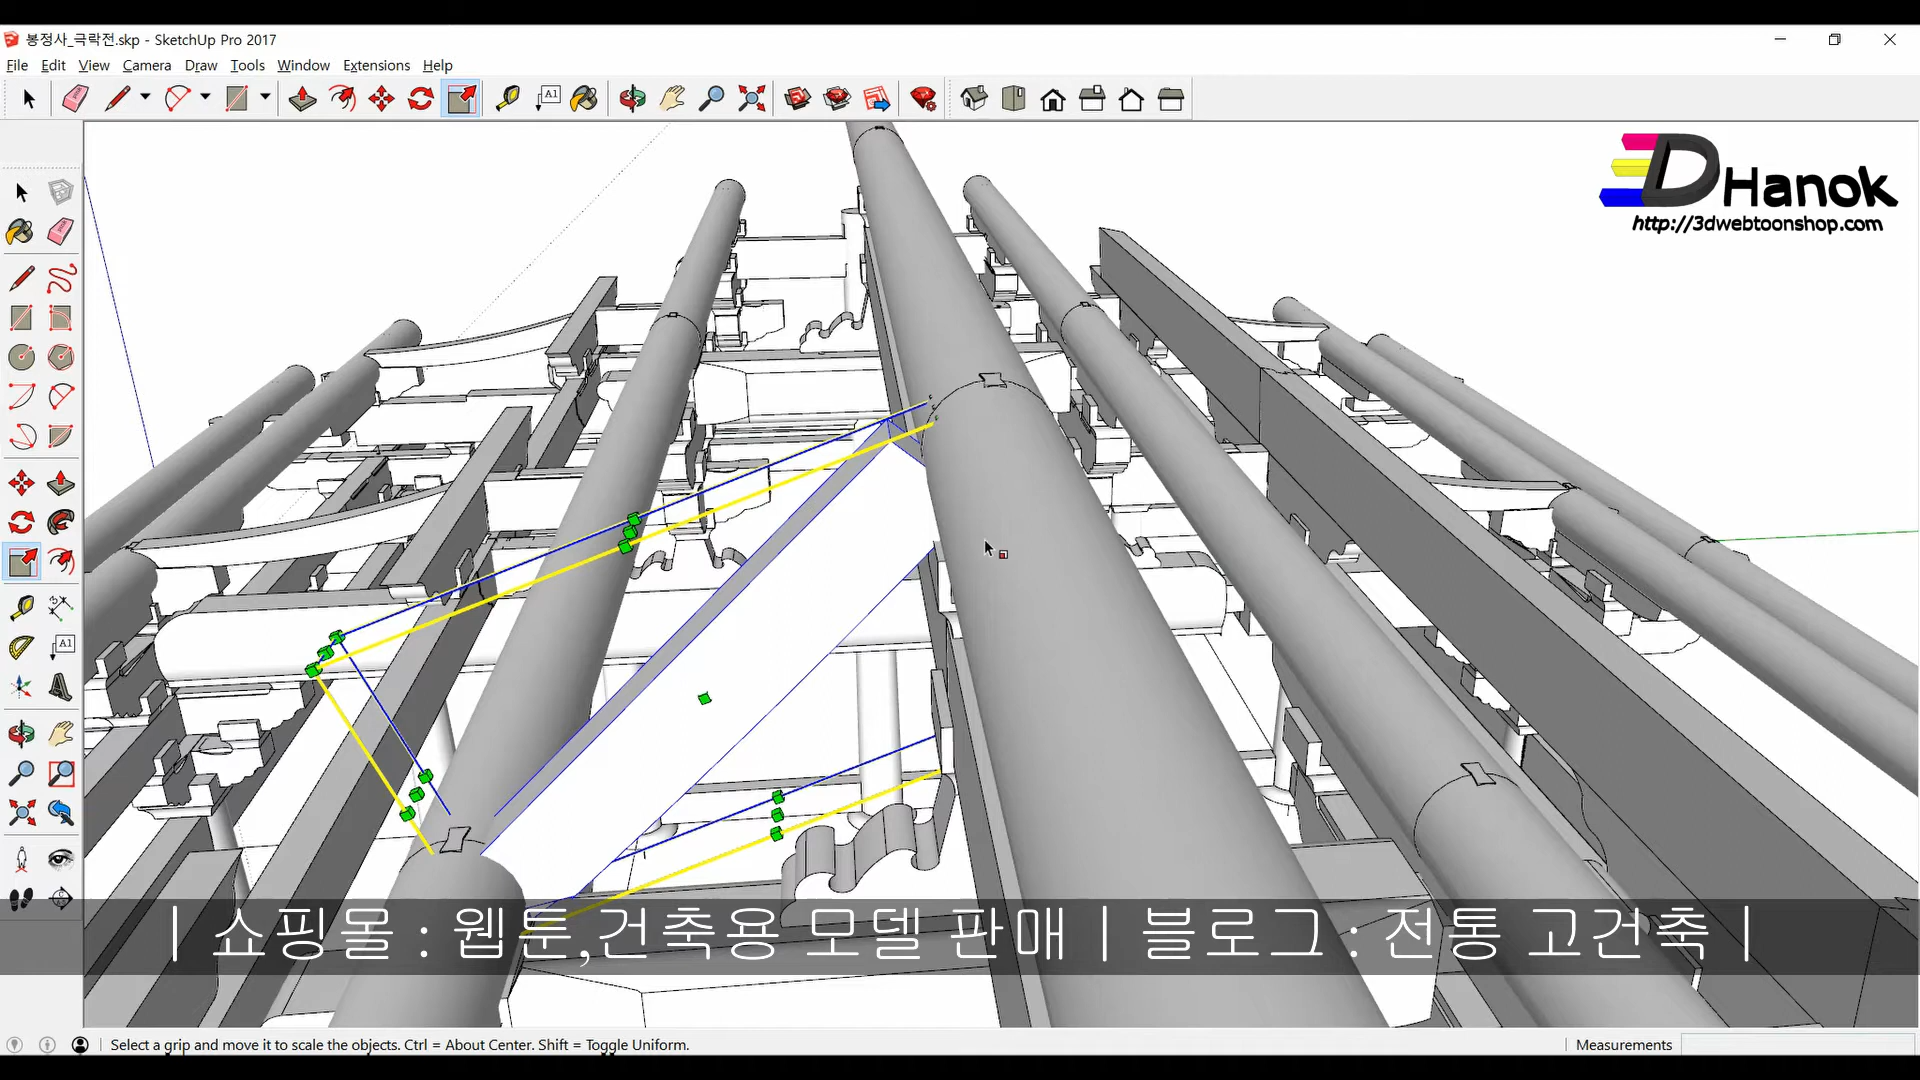 봉정사_극락전.skp - SketchUp Pro 2017
File Edit View Camera Draw Tools Window Extensions Help
A1
DHanok
http://3dwebtoonshop.com
A1
| 쇼핑몰 : 웹툰,건축용 모델 판매 | 블로그 : 전통 고건축 |
Select a grip and move it to scale the objects. Ctrl = About Center. Shift = Toggle Uniform.
Measurements